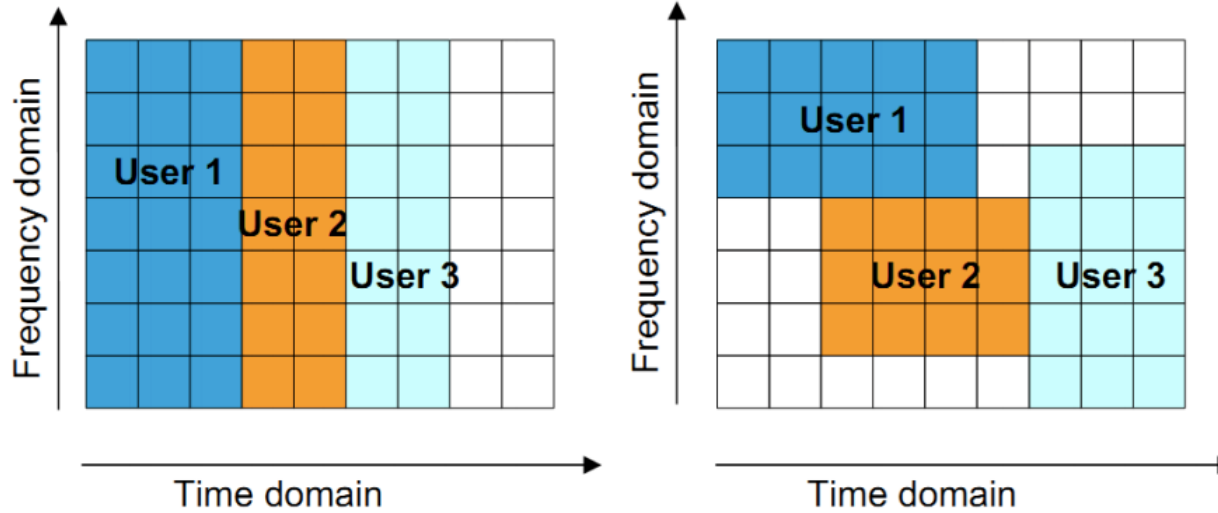 Frequency domain
User 1
User 2
User 3
Time domain
Frequency domain
User 1
User 2
User 3
Time domain